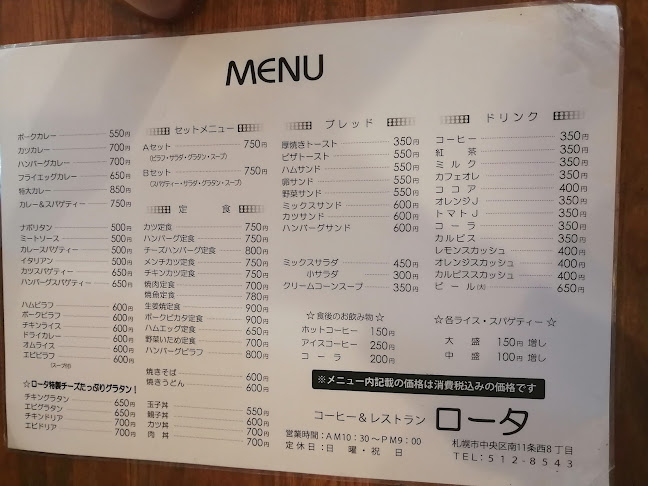 MENU
ポークカレー 550円
カツカレー 700円
ハンバーグカレー 700円
フライエッグカレー 650円
特大カレー 850円
カレー&スパゲティー 700円
ナポリタン 500円
ミートソース 500円
カレースパゲティー 500円
イタリアン 500円
カツスパゲティー 650円
ハンバーグスパゲティー 650円
ハムピラフ 600円
ポークピラフ 600円
チキンライス 600円
ドライカレー 600円
オムライス 600円
エビピラフ 600円
(スープ付)
☆ロータ特製チーズたっぷりグラタン!
チキングラタン 650円
エビグラタン 650円
チキンドリア 700円
エビドリア 700円
セットメニュー
Aセット 750円
(ピラフ・サラダ・グラタン・スープ)
Bセット 750円
(スパゲティー・サラダ・グラタン・スープ)
定食
カツ定食 750円
ハンバーグ定食 750円
チーズハンバーグ定食 800円
メンチカツ定食 750円
チキンカツ定食 750円
焼肉定食 700円
焼魚定食 780円
生姜焼定食 900円
ポークピカタ定食 900円
ハムエッグ定食 650円
野菜いため定食 700円
ハンバーグピラフ 800円
焼きそば 600円
焼きうどん 600円
玉子丼 550円
親子丼 600円
カツ丼 600円
肉丼 700円
ブレッド
厚焼きトースト 350円
ピザトースト 550円
ハムサンド 550円
卵サンド 550円
野菜サンド 550円
ミックスサンド 600円
カツサンド 600円
ハンバーグサンド 600円
ミックスサラダ 450円
小サラダ 300円
クリームコーンスープ 350円
☆食後のお飲み物☆
ホットコーヒー 150円
アイスコーヒー 250円
コーラ 200円
ドリンク
コーヒー 350円
紅茶 350円
ミルク 350円
カフェオレ 350円
ココア 400円
オレンジJ 350円
トマトJ 350円
コーラ 350円
カルピス 350円
レモンスカッシュ 400円
オレンジスカッシュ 400円
カルピススカッシュ 400円
ビール(大) 650円
☆各ライス・スパゲティー☆
大盛 150円増し
中盛 100円増し
※メニュー内記載の価格は消費税込みの価格です
コーヒー&レストラン ロータ
営業時間:AM10:30~PM9:00
定休日:日曜・祝日
札幌市中央区南11条西8丁目
TEL:512-8543